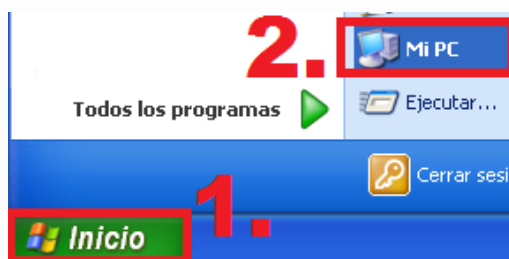 2.
Mi PC
Todos los programas
Ejecutar...
Cerrar sesi
1.
Inicio